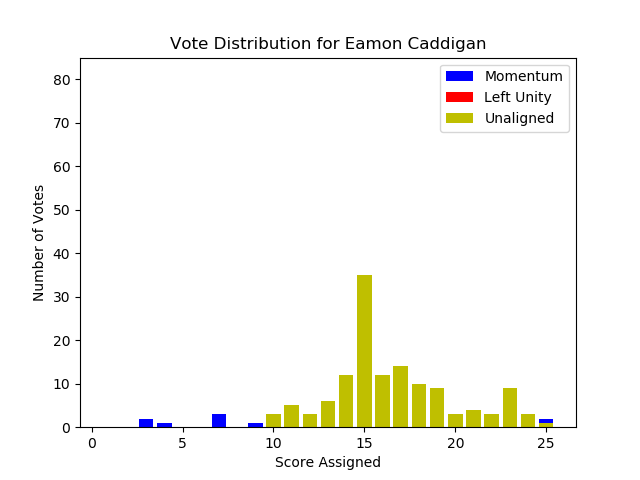 Vote Distribution for Eamon Caddigan
Momentum
Left Unity
Unaligned
Number of Votes
80
70
60
50
40
30
20
10
0
0 5 10 15 20 25
Score Assigned